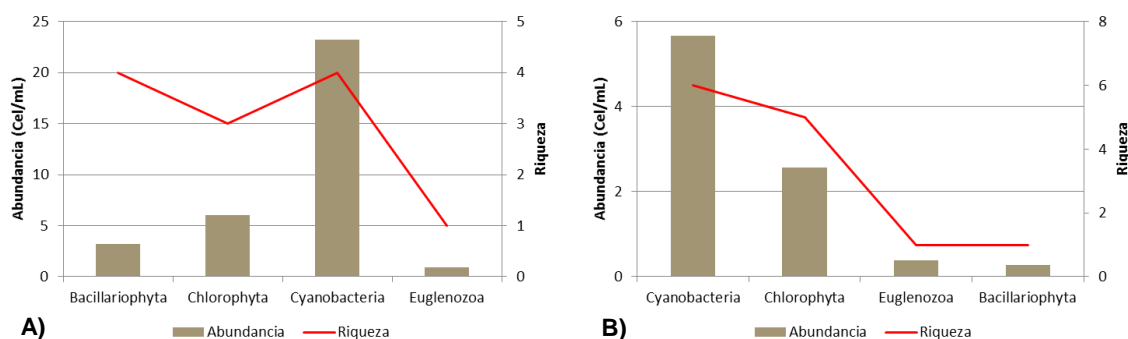 25
20
15
10
5
0
Abundancia (Cel/mL)
5
4
3
2
1
0
Riqueza
Bacillariophyta Chlorophyta Cyanobacteria Euglenozoa
Abundancia Riqueza
A)
6
4
2
0
Abundancia (Cel/mL)
8
6
4
2
0
Riqueza
Cyanobacteria Chlorophyta Euglenozoa Bacillariophyta
Abundancia Riqueza
B)